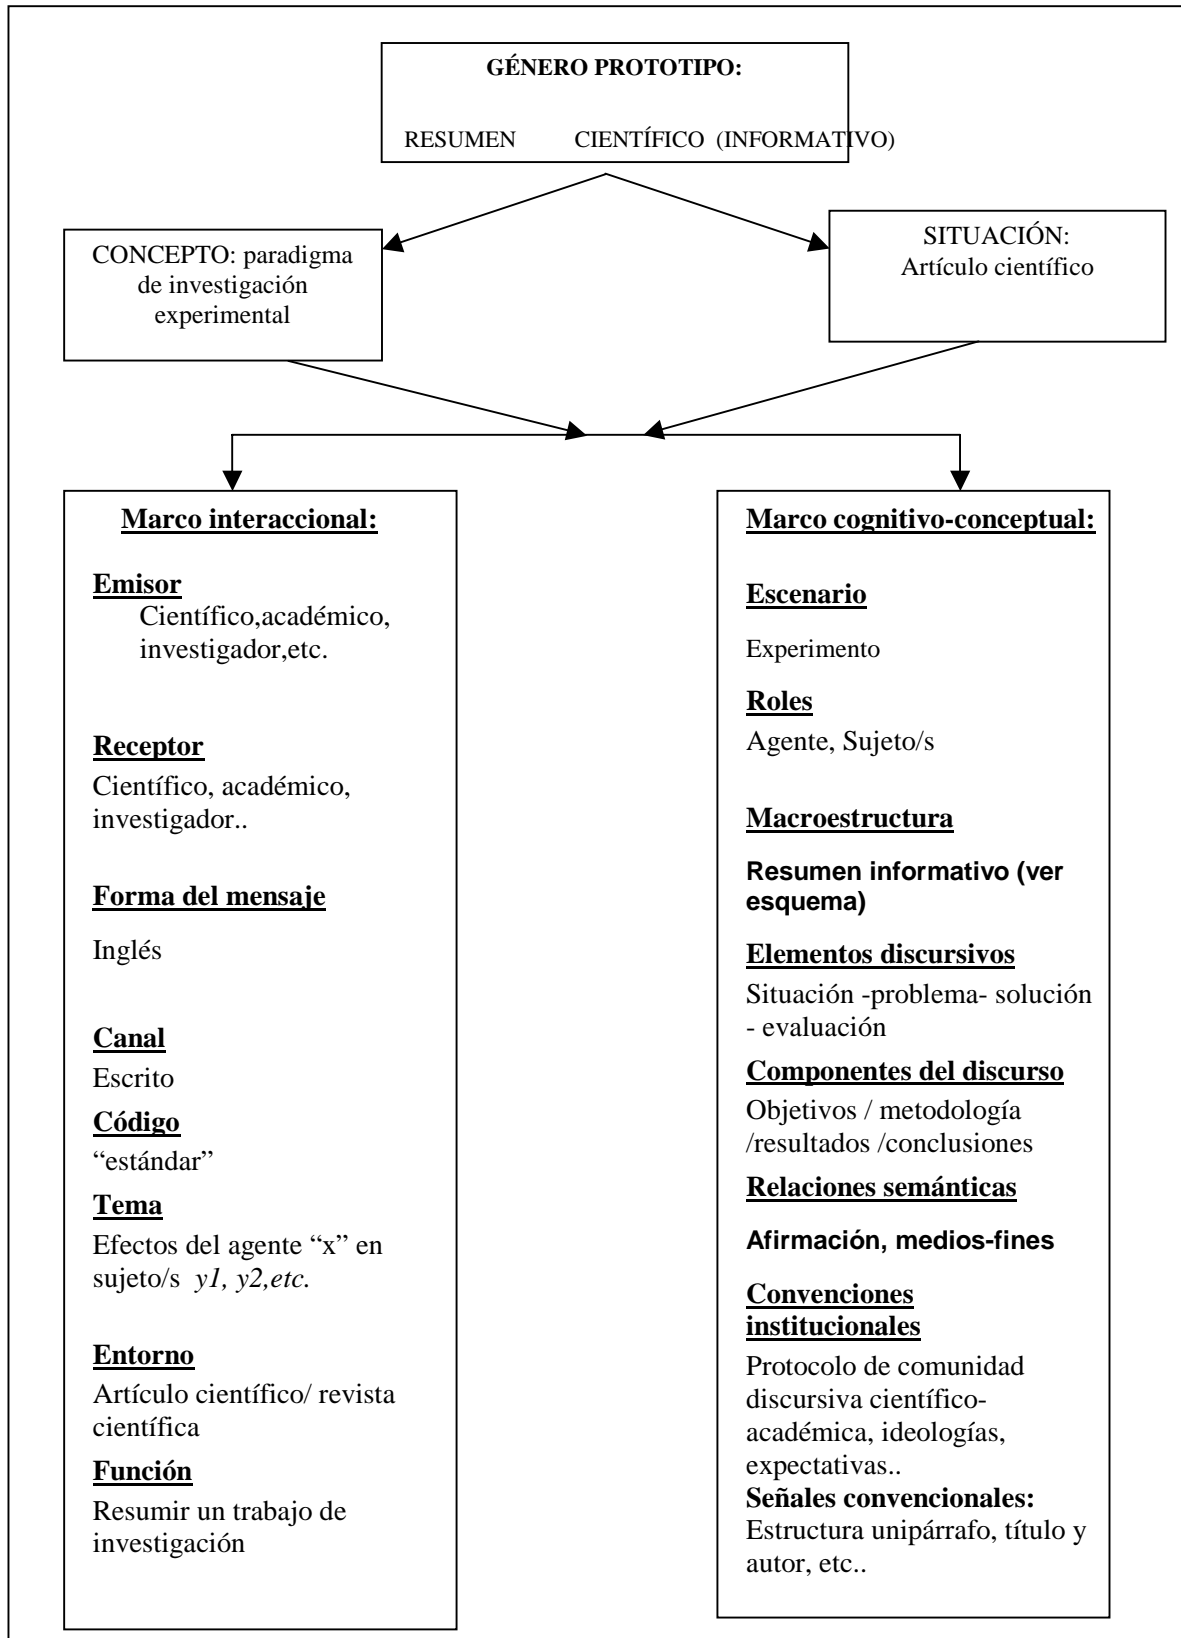 GÉNERO PROTOTIPO:
RESUMEN CIENTÍFICO (INFORMATIVO)
CONCEPTO: paradigma
de investigación
experimental
SITUACIÓN:
Artículo científico
Marco interaccional:
Emisor
Científico,académico,
investigador,etc.
Receptor
Científico, académico,
investigador..
Forma del mensaje
Inglés
Canal
Escrito
Código
“estándar”
Tema
Efectos del agente “x” en
sujeto/s y1, y2,etc.
Entorno
Artículo científico/ revista
científica
Función
Resumir un trabajo de
investigación
Marco cognitivo-conceptual:
Escenario
Experimento
Roles
Agente, Sujeto/s
Macroestructura
Resumen informativo (ver
esquema)
Elementos discursivos
Situación -problema- solución
- evaluación
Componentes del discurso
Objetivos / metodología
/resultados /conclusiones
Relaciones semánticas
Afirmación, medios-fines
Convenciones
institucionales
Protocolo de comunidad
discursiva científico-
académica, ideologías,
expectativas..
Señales convencionales:
Estructura unipárrafo, título y
autor, etc..